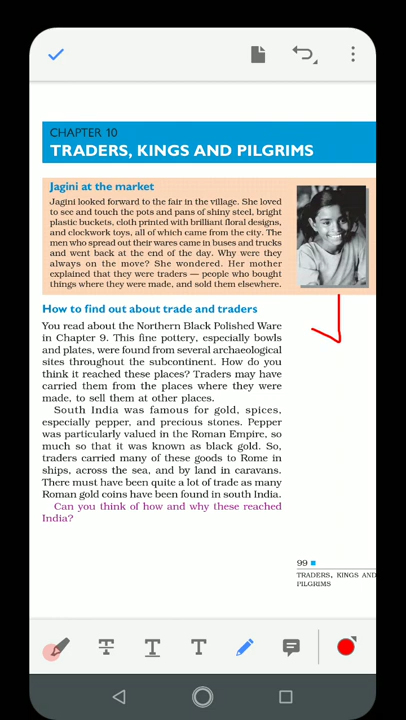 CHAPTER 10
TRADERS, KINGS AND PILGRIMS
Jagini at the market
Jagini looked forward to the fair in the village. She loved
to see and touch the pots and pans of shiny steel, bright
plastic buckets, cloth printed with brilliant floral designs,
and clockwork toys, all of which came from the city. The
men who spread out their wares came in buses and trucks
and went back at the end of the day. Why were they
always on the move? She wondered. Her mother
explained that they were traders — people who bought
things where they were made, and sold them elsewhere.
How to find out about trade and traders
You read about the Northern Black Polished Ware
in Chapter 9. This fine pottery, especially bowls
and plates, were found from several archaeological
sites throughout the subcontinent. How do you
think it reached these places? Traders may have
carried them from the places where they were
made, to sell them at other places.
South India was famous for gold, spices,
especially pepper, and precious stones. Pepper
was particularly valued in the Roman Empire, so
much so that it was known as black gold. So,
traders carried many of these goods to Rome in
ships, across the sea, and by land in caravans.
There must have been quite a lot of trade as many
Roman gold coins have been found in south India.
Can you think of how and why these reached
India?
99
TRADERS, KINGS AND
PILGRIMS
T T T